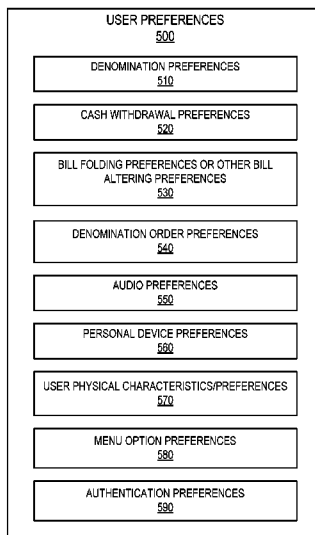 USER PREFERENCES
500
DENOMINATION PREFERENCES
510
CASH WITHDRAWAL PREFERENCES
520
BILL FOLDING PREFERENCES OR OTHER BILL
ALTERING PREFERENCES
530
DENOMINATION ORDER PREFERENCES
540
AUDIO PREFERENCES
550
PERSONAL DEVICE PREFERENCES
560
USER PHYSICAL CHARACTERISTICS/PREFERENCES
570
MENU OPTION PREFERENCES
580
AUTHENTICATION PREFERENCES
590